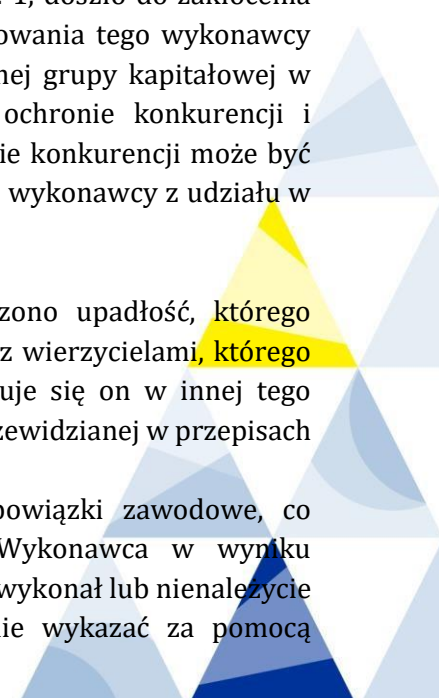 1, doszło do zakłócenia
owania tego wykonawcy
nej grupy kapitałowej w
ochronie konkurencji i
ie konkurencji może być
wykonawcy z udziału w
zono upadłość, którego
z wierzycielami, którego
uje się on w innej tego
zewidzianej w przepisach
powiązki zawodowe, co
Wykonawca w wyniku
wykonał lub nienależycie
nie wykazać za pomocą